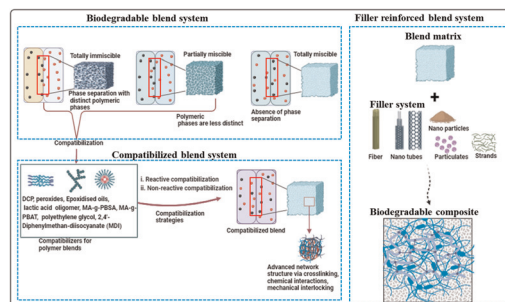 Biodegradable blend system
Totally immiscible
Phase separation with
distinct polymeric
phases
Partially miscible
Polymeric
phases are less distinct
Totally miscible
Absence of phase
separation
Compatibilization
Compatibilized blend system
DCP, peroxides, Epoxidised oils,
lactic acid oligomer, MA-g-PBSA, MA-g-
PBAT, polyethylene glycol, 2,4'-
Diphenylmethan-diisocyanate (MDI)
Compatibilizers for
polymer blends
i. Reactive compatibilization
ii. Non-reactive compatibilization
Compatibilization
strategies
Compatibilized blend
Advanced network
structure via crosslinking,
chemical interactions,
mechanical interlocking
Filler reinforced blend system
Blend matrix
+
Filler system
Nano particles
Fiber
Nano tubes
Particulates
Strands
Biodegradable composite